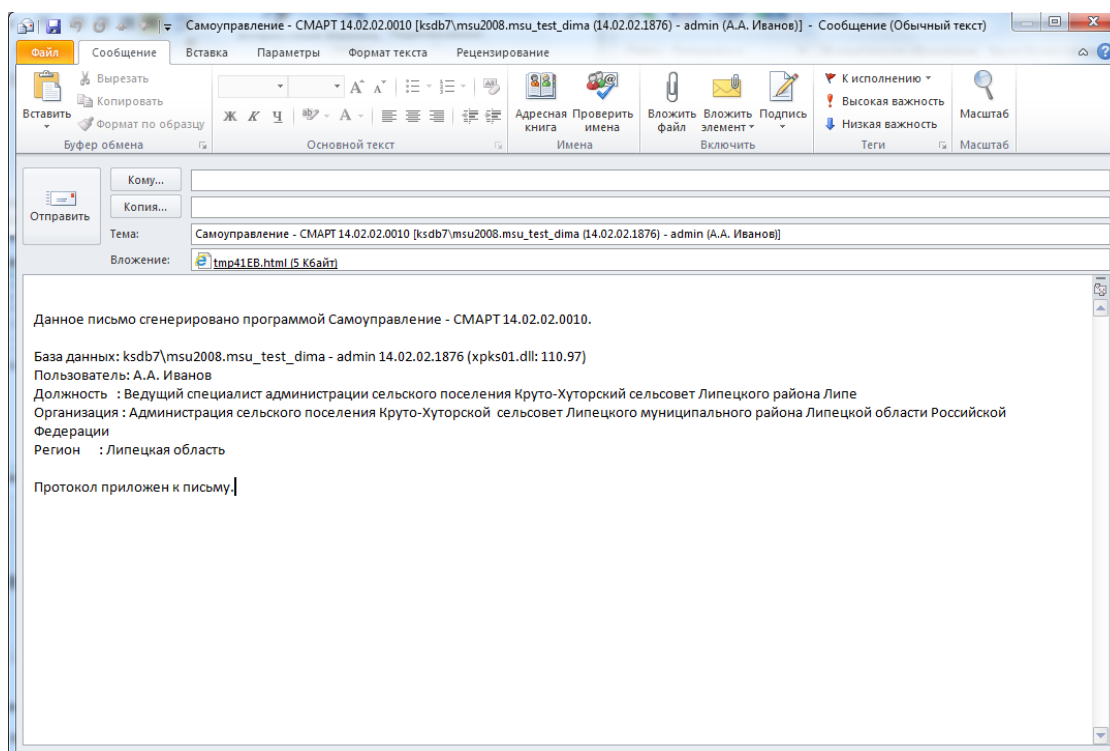 Самоуправление - СМАРТ 14.02.02.0010 [ksdb7\msu2008.msu_test_dima (14.02.02.1876) - admin (А.А. Иванов)] - Сообщение (Обычный текст)
Файл Сообщение Вставка Параметры Формат текста Рецензирование
Вставить
Вырезать
Копировать
Формат по образцу
Буфер обмена
Ж К Ч
Основной текст
Адресная книга
Проверить имена
Имена
Вложить файл
Вложить элемент
Подпись
Включить
К исполнению
Высокая важность
Низкая важность
Теги
Масштаб
Масштаб
Отправить
Кому...
Копия...
Тема: Самоуправление - СМАРТ 14.02.02.0010 [ksdb7\msu2008.msu_test_dima (14.02.02.1876) - admin (А.А. Иванов)]
Вложение: tmp41EB.html (5 Кбайт)
Данное письмо сгенерировано программой Самоуправление - СМАРТ 14.02.02.0010.
База данных: ksdb7\msu2008.msu_test_dima - admin 14.02.02.1876 (xpks01.dll: 110.97)
Пользователь: А.А. Иванов
Должность : Ведущий специалист администрации сельского поселения Круто-Хуторский сельсовет Липецкого района Липе
Организация : Администрация сельского поселения Круто-Хуторской сельсовет Липецкого муниципального района Липецкой области Российской
Федерации
Регион : Липецкая область
Протокол приложен к письму.